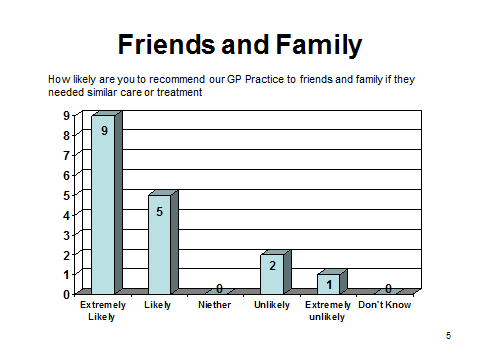 Friends and Family
How likely are you to recommend our GP Practice to friends and family if they
needed similar care or treatment
9
8
7
6
5
4
3
2
1
0
9
5
0
2
1
0
Extremely Likely
Likely
Niether
Unlikely
Extremely unlikely
Don't Know
5